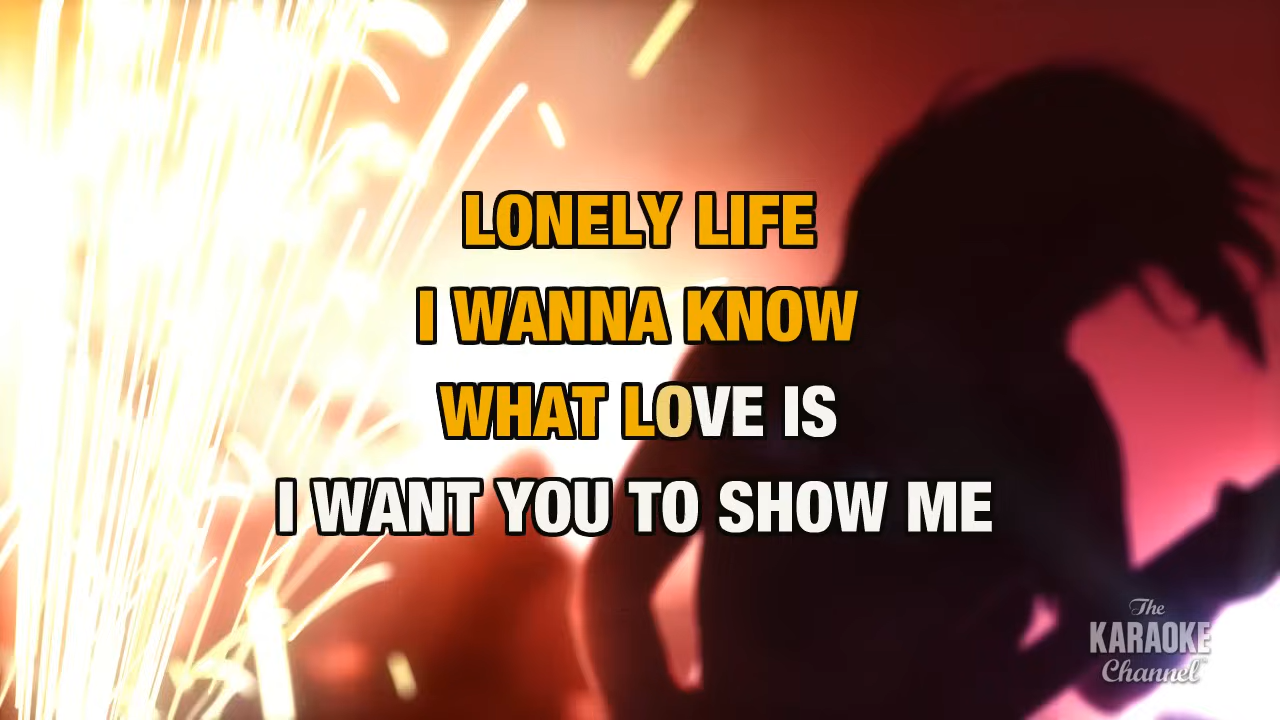 LONELY LIFE
I WANNA KNOW
WHAT LOVE IS
I WANT YOU TO SHOW ME
The
KARAOKE
Channel